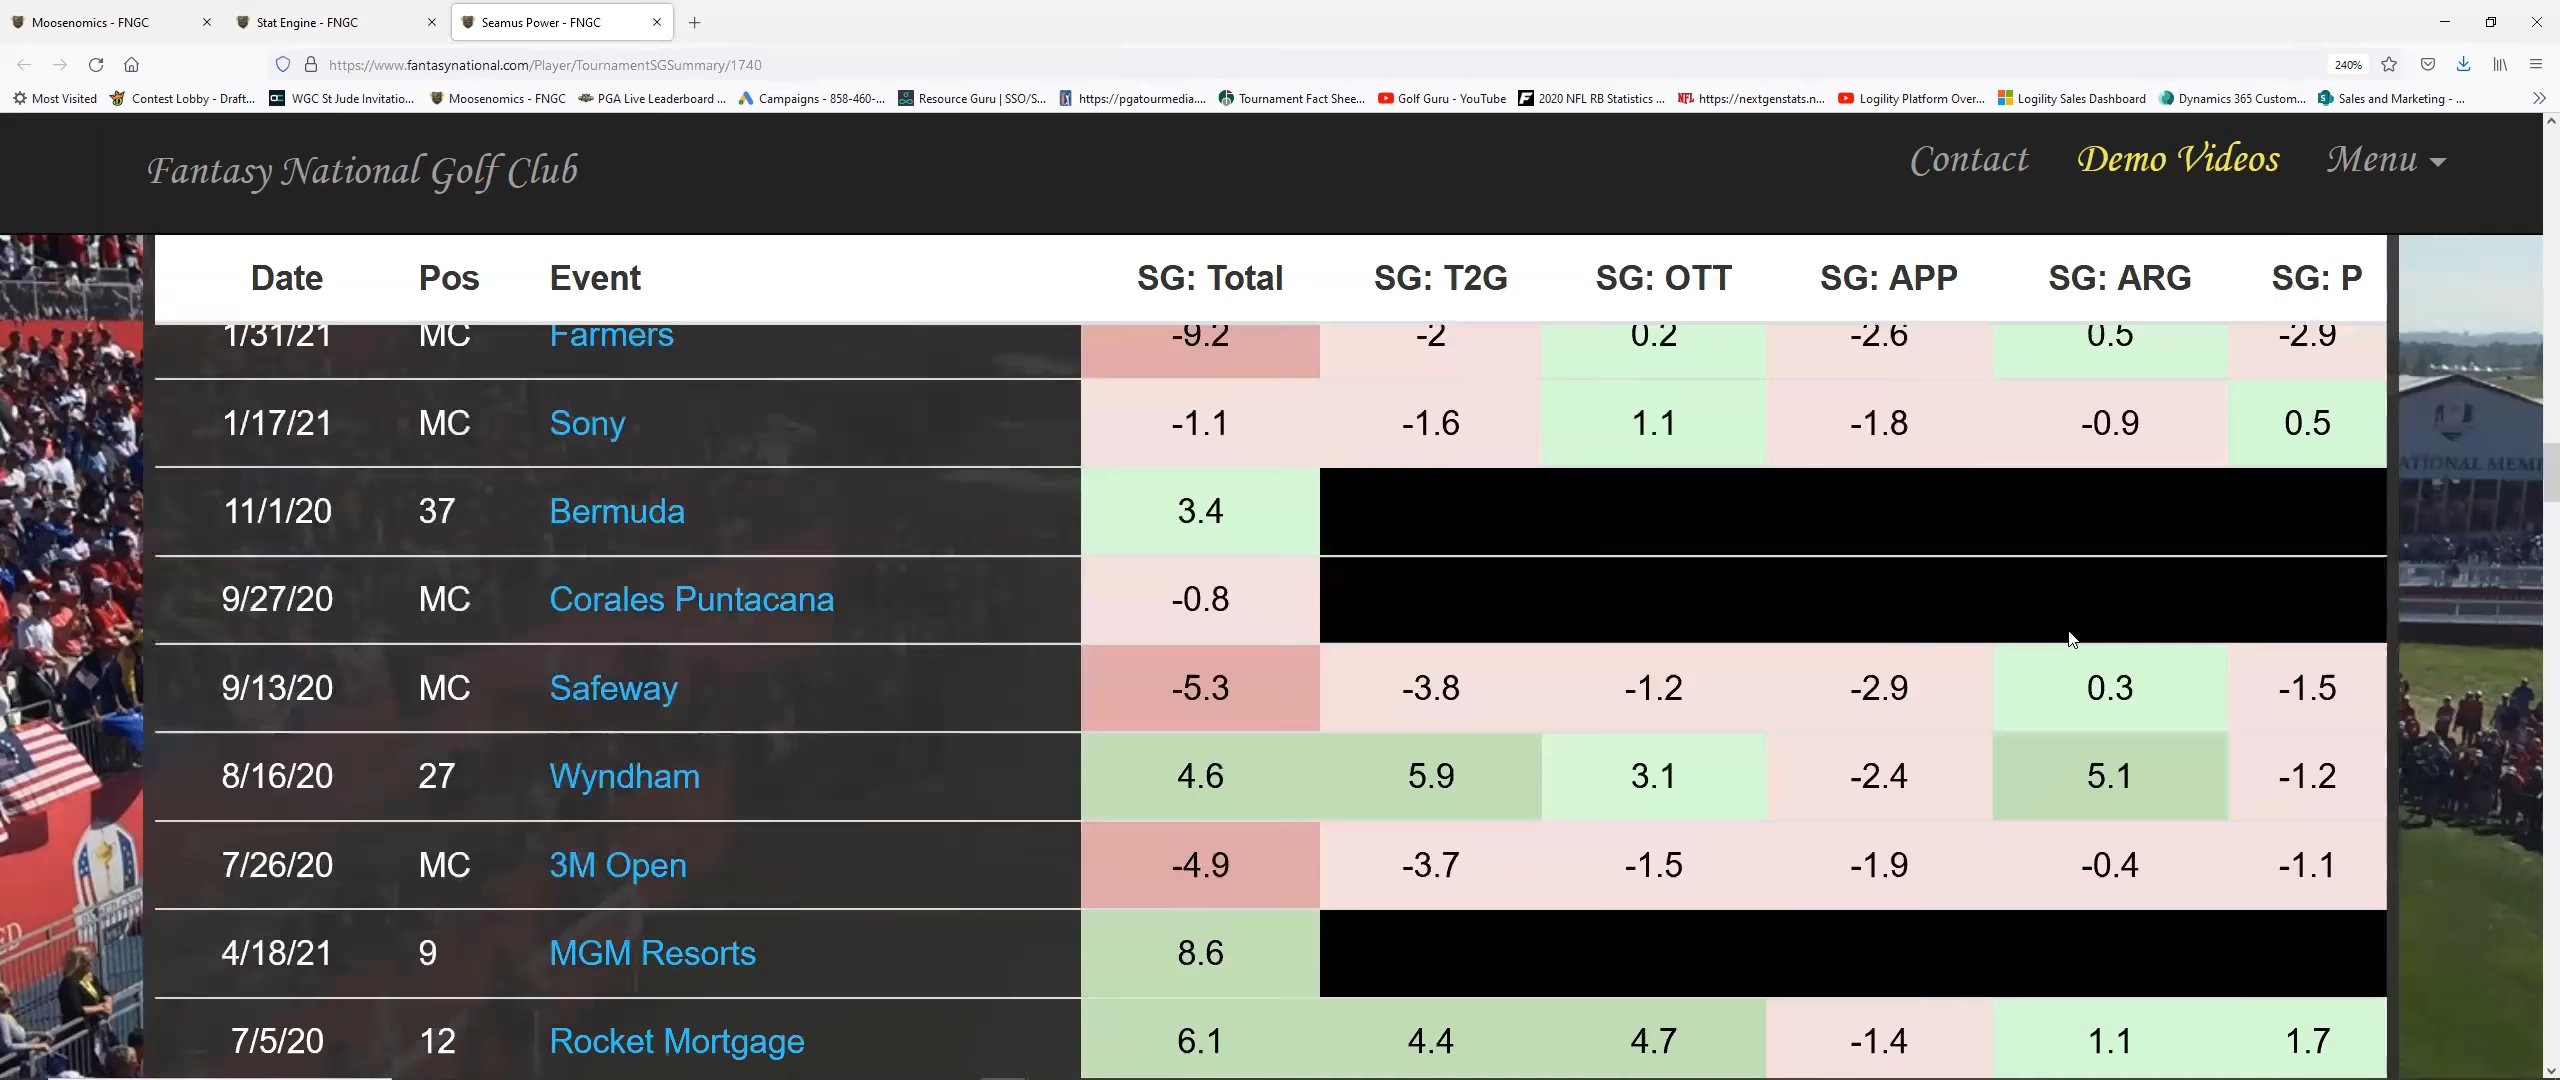 Moosenomics - FNGC
Stat Engine - FNGC
Seamus Power - FNGC
https://www.fantasynational.com/Player/TournamentSGSummary/1740
240%
Most Visited
Contest Lobby - Draft...
WGC St Jude Invitatio...
Moosenomics - FNGC
PGA Live Leaderboard ...
Campaigns - 858-460-...
Resource Guru | SSO/S...
https://pgatourmedia....
Tournament Fact Shee...
Golf Guru - YouTube
2020 NFL RB Statistics ...
https://nextgenstats.n...
Logility Platform Over...
Logility Sales Dashboard
Dynamics 365 Custom...
Sales and Marketing - ...
Fantasy National Golf Club
Contact
Demo Videos
Menu
Date Pos Event SG: Total SG: T2G SG: OTT SG: APP SG: ARG SG: P
1/31/21 MC Farmers -9.2 -2 0.2 -2.6 0.5 -2.9
1/17/21 MC Sony -1.1 -1.6 1.1 -1.8 -0.9 0.5
11/1/20 37 Bermuda 3.4
9/27/20 MC Corales Puntacana -0.8
9/13/20 MC Safeway -5.3 -3.8 -1.2 -2.9 0.3 -1.5
8/16/20 27 Wyndham 4.6 5.9 3.1 -2.4 5.1 -1.2
7/26/20 MC 3M Open -4.9 -3.7 -1.5 -1.9 -0.4 -1.1
4/18/21 9 MGM Resorts 8.6
7/5/20 12 Rocket Mortgage 6.1 4.4 4.7 -1.4 1.1 1.7